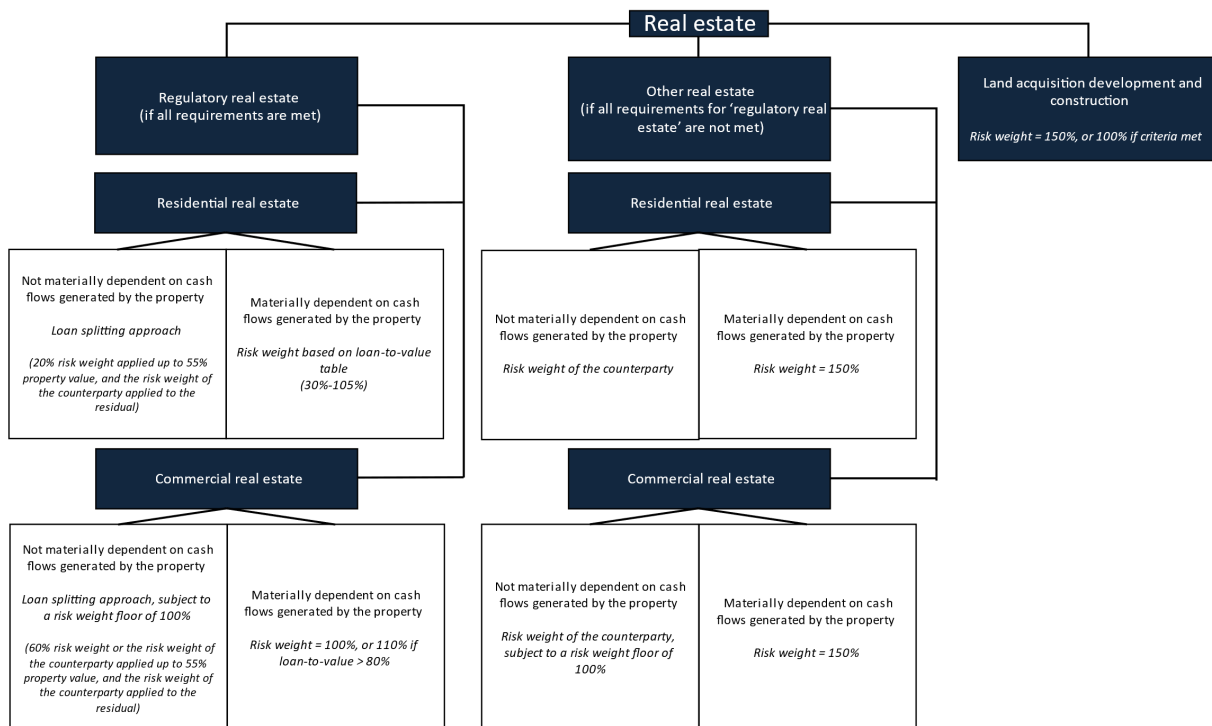 Real estate
Regulatory real estate
(if all requirements are met)
Other real estate
(if all requirements for ‘regulatory real
estate’ are not met)
Land acquisition development and
construction
Risk weight = 150%, or 100% if criteria met
Residential real estate
Residential real estate
Not materially dependent on cash
flows generated by the property
Loan splitting approach
(20% risk weight applied up to 55%
property value, and the risk weight of
the counterparty applied to the
residual)
Materially dependent on cash
flows generated by the property
Risk weight based on loan-to-value
table
(30%-105%)
Not materially dependent on cash
flows generated by the property
Risk weight of the counterparty
Materially dependent on cash
flows generated by the property
Risk weight = 150%
Commercial real estate
Commercial real estate
Not materially dependent on cash
flows generated by the property
Loan splitting approach, subject to
a risk weight floor of 100%
(60% risk weight or the risk weight of
the counterparty applied up to 55%
property value, and the risk weight of
the counterparty applied to the
residual)
Materially dependent on cash
flows generated by the property
Risk weight = 100%, or 110% if
loan-to-value > 80%
Not materially dependent on cash
flows generated by the property
Risk weight of the counterparty,
subject to a risk weight floor of
100%
Materially dependent on cash
flows generated by the property
Risk weight = 150%